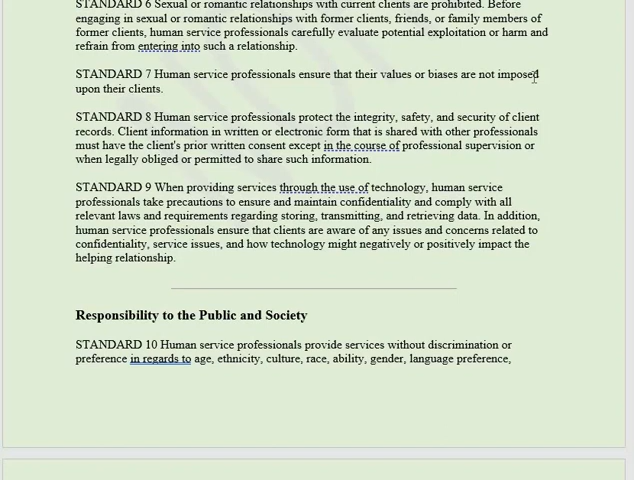 STANDARD 6 Sexual or romantic relationships with current clients are prohibited. Before
engaging in sexual or romantic relationships with former clients, friends, or family members of
former clients, human service professionals carefully evaluate potential exploitation or harm and
refrain from entering into such a relationship.
STANDARD 7 Human service professionals ensure that their values or biases are not imposed
upon their clients.
STANDARD 8 Human service professionals protect the integrity, safety, and security of client
records. Client information in written or electronic form that is shared with other professionals
must have the client's prior written consent except in the course of professional supervision or
when legally obliged or permitted to share such information.
STANDARD 9 When providing services through the use of technology, human service
professionals take precautions to ensure and maintain confidentiality and comply with all
relevant laws and requirements regarding storing, transmitting, and retrieving data. In addition,
human service professionals ensure that clients are aware of any issues and concerns related to
confidentiality, service issues, and how technology might negatively or positively impact the
helping relationship.
Responsibility to the Public and Society
STANDARD 10 Human service professionals provide services without discrimination or
preference in regards to age, ethnicity, culture, race, ability, gender, language preference,